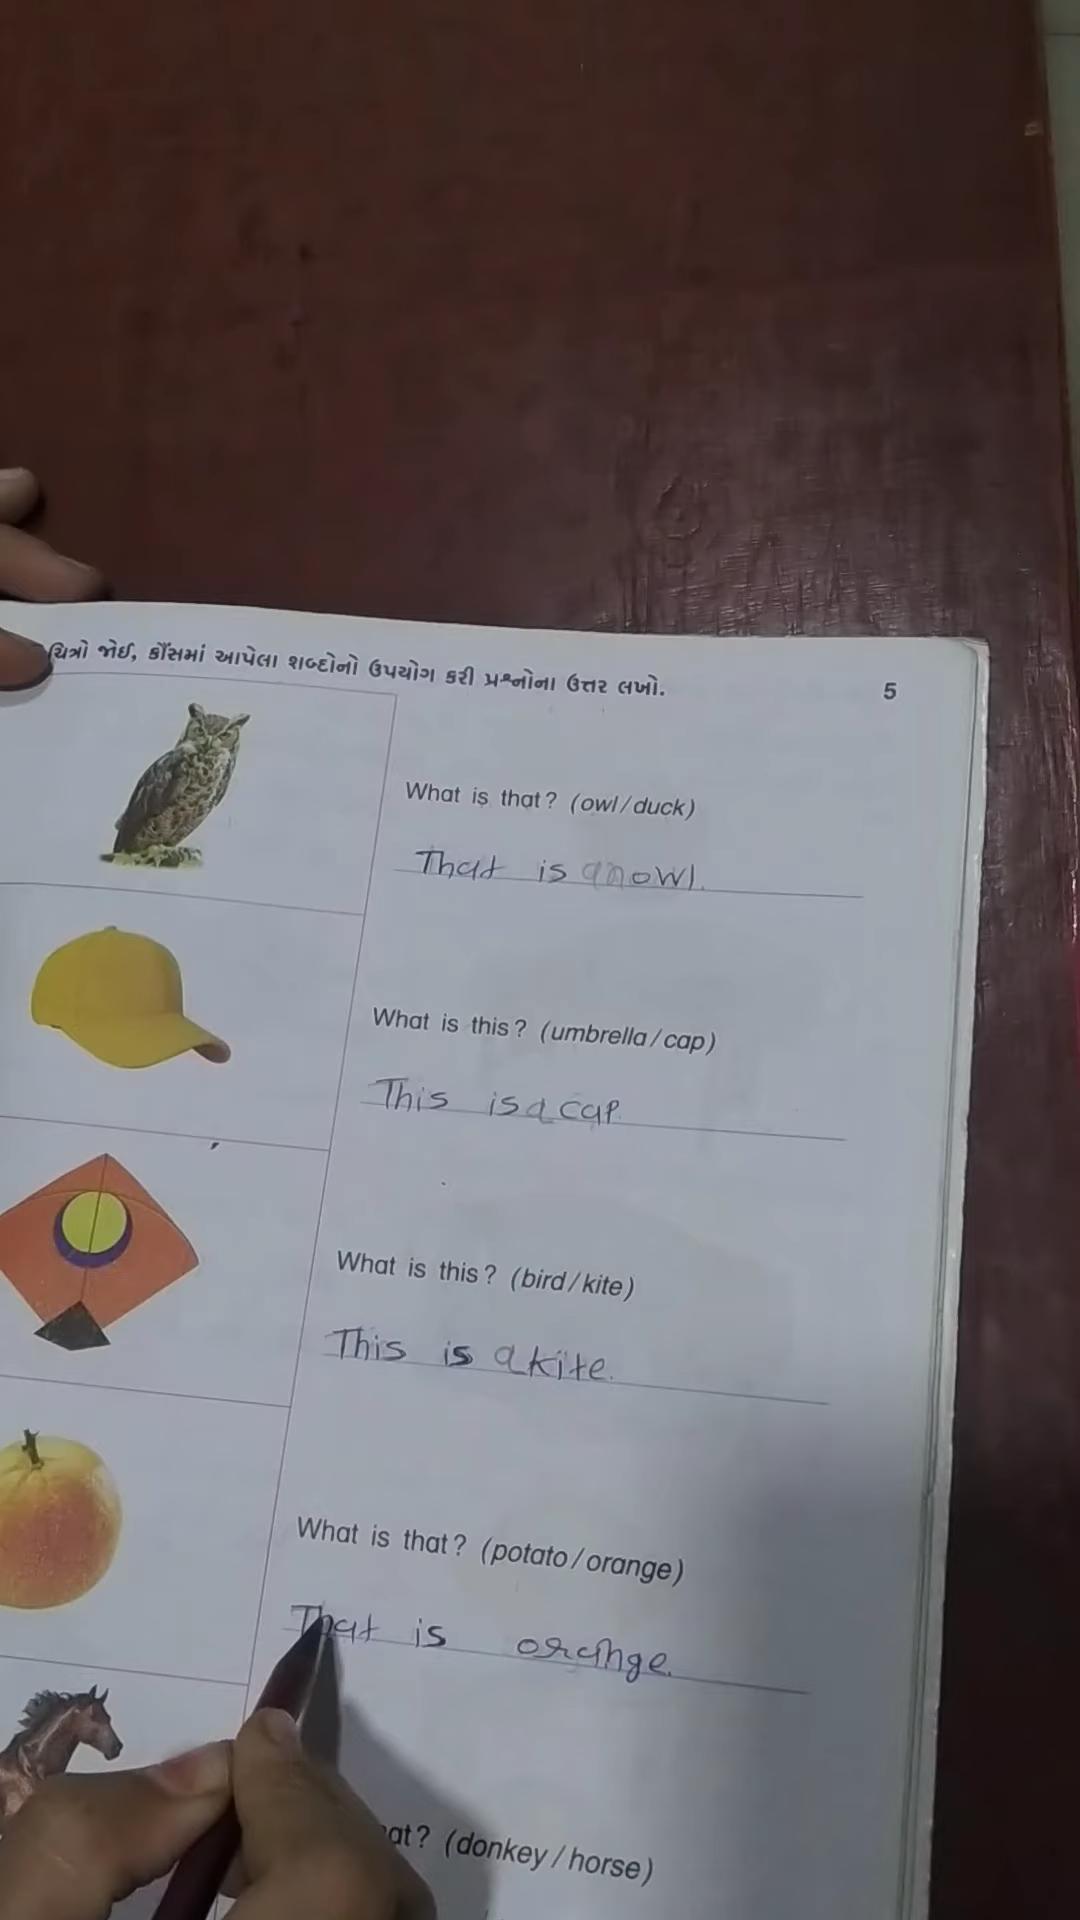 ચિત્રો જોઈ, કૌંસમાં આપેલા શબ્દોનો ઉપયોગ કરી પ્રશ્નોના ઉત્તર લખો.
5
What is that? (owl/duck)
That is an owl.
What is this? (umbrella/cap)
This is a cap.
What is this? (bird/kite)
This is a kite.
What is that? (potato/orange)
That is orange.
at? (donkey/horse)